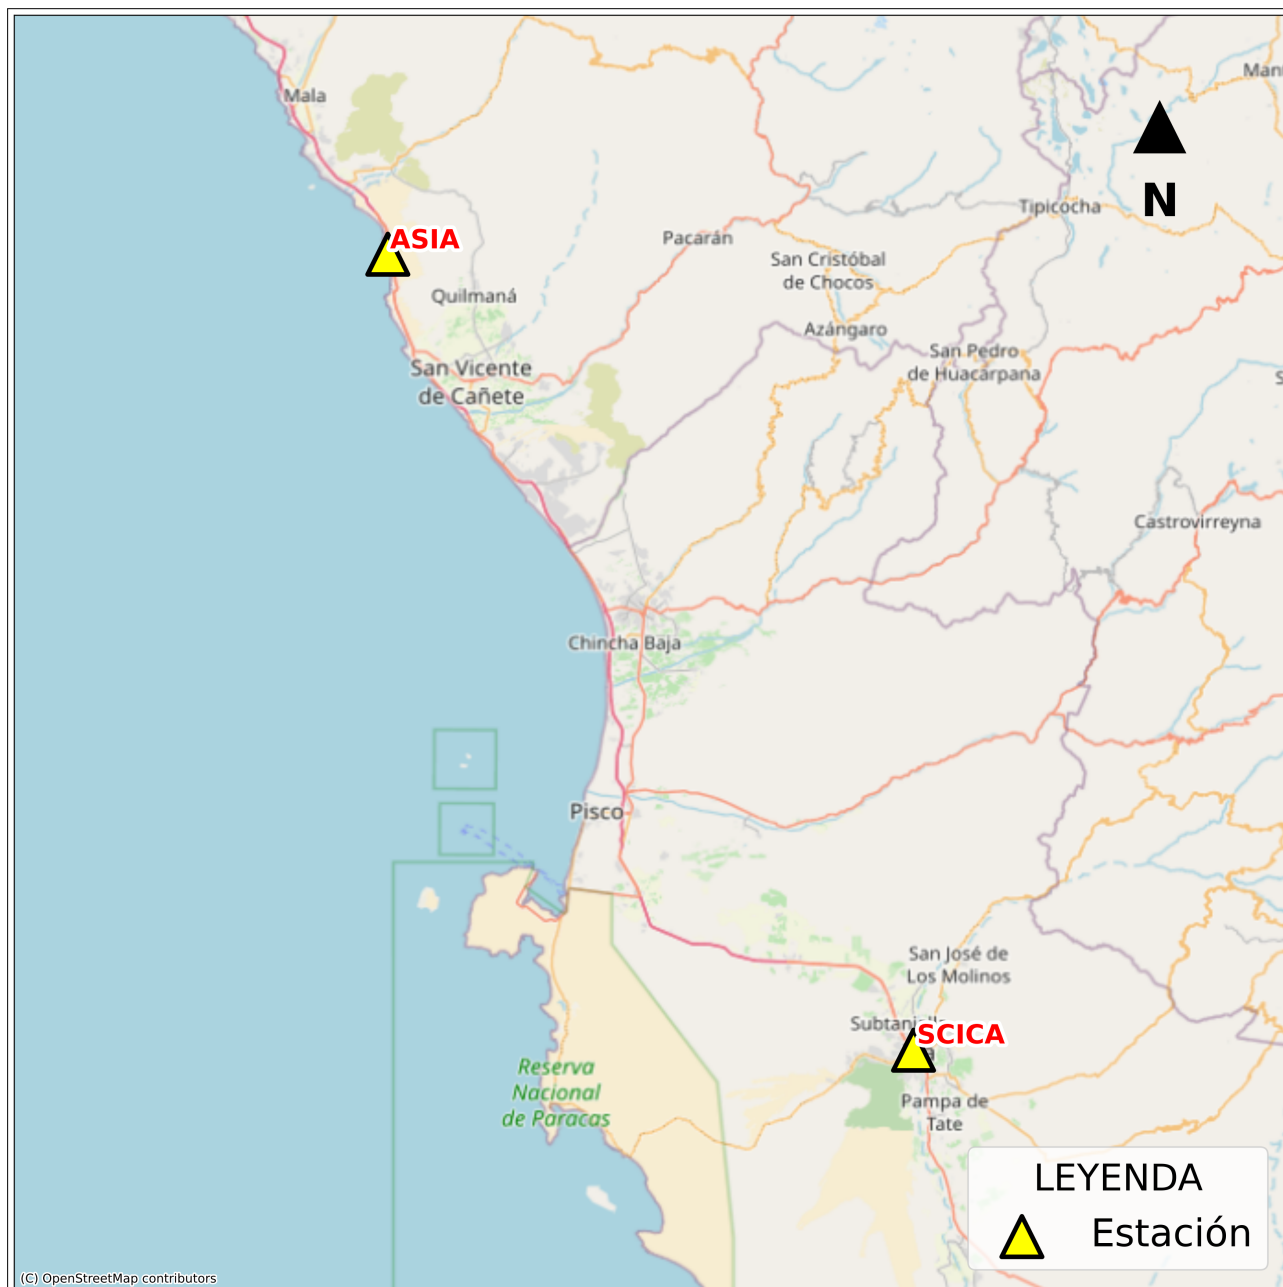 Mala
ASIA
Quilmaná
San Vicente
de Cañete
Pacarán
San Cristóbal
de Chocos
Azángaro
Tipicocha
N
San Pedro
de Huacarpana
Castrovirreyna
Chincha Baja
Pisco
San José de
Los Molinos
SCICA
Pampa de
Tate
Reserva
Nacional
de Paracas
LEYENDA
Estación
(C) OpenStreetMap contributors